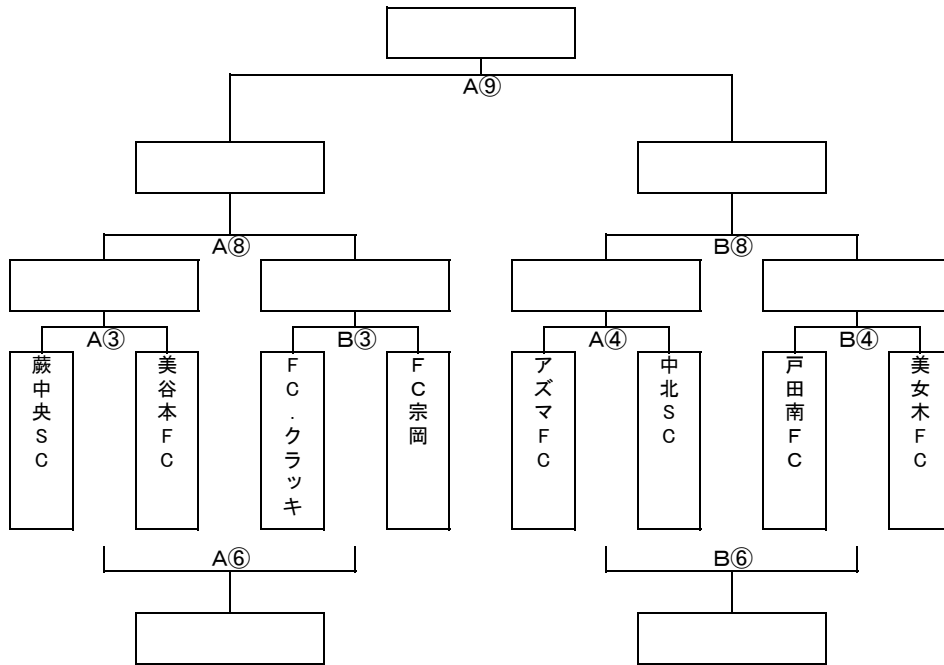 A⑨
A⑧
B⑧
A③
B③
A④
B④
蕨中央SC
美谷本FC
FC.クラッキ
FC宗岡
アズマFC
中北SC
戸田南FC
美女木FC
A⑥
B⑥